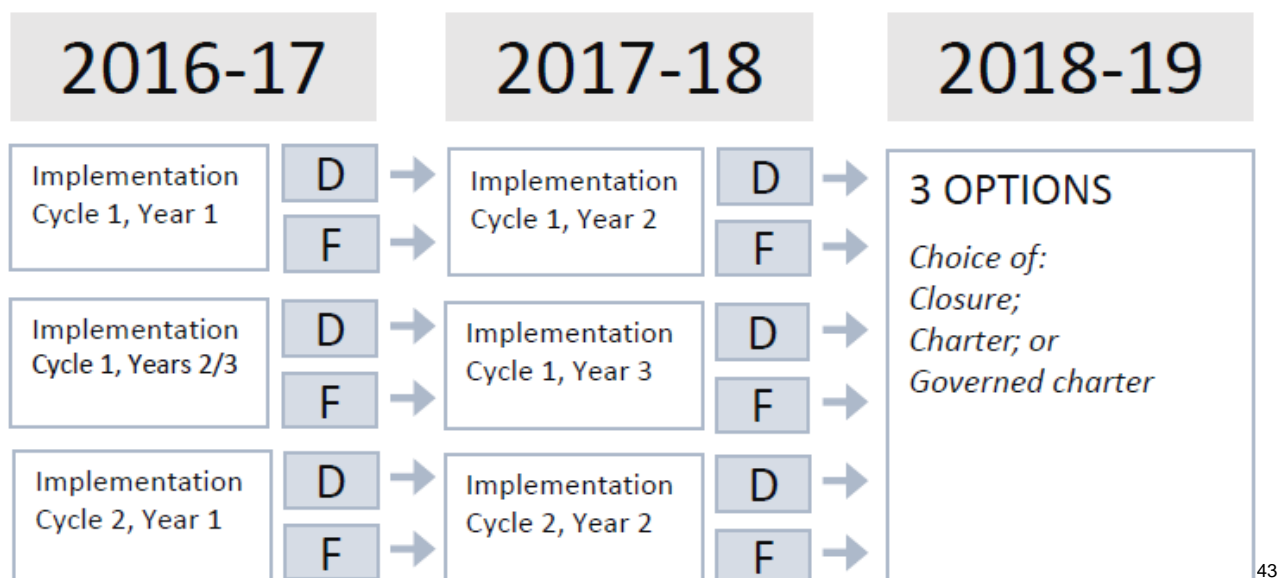 2016-17
2017-18
2018-19
Implementation
Cycle 1, Year 1
D
F
Implementation
Cycle 1, Year 2
D
F
Implementation
Cycle 1, Years 2/3
D
F
Implementation
Cycle 1, Year 3
D
F
Implementation
Cycle 2, Year 1
D
F
Implementation
Cycle 2, Year 2
D
F
3 OPTIONS
Choice of:
Closure;
Charter; or
Governed charter
43